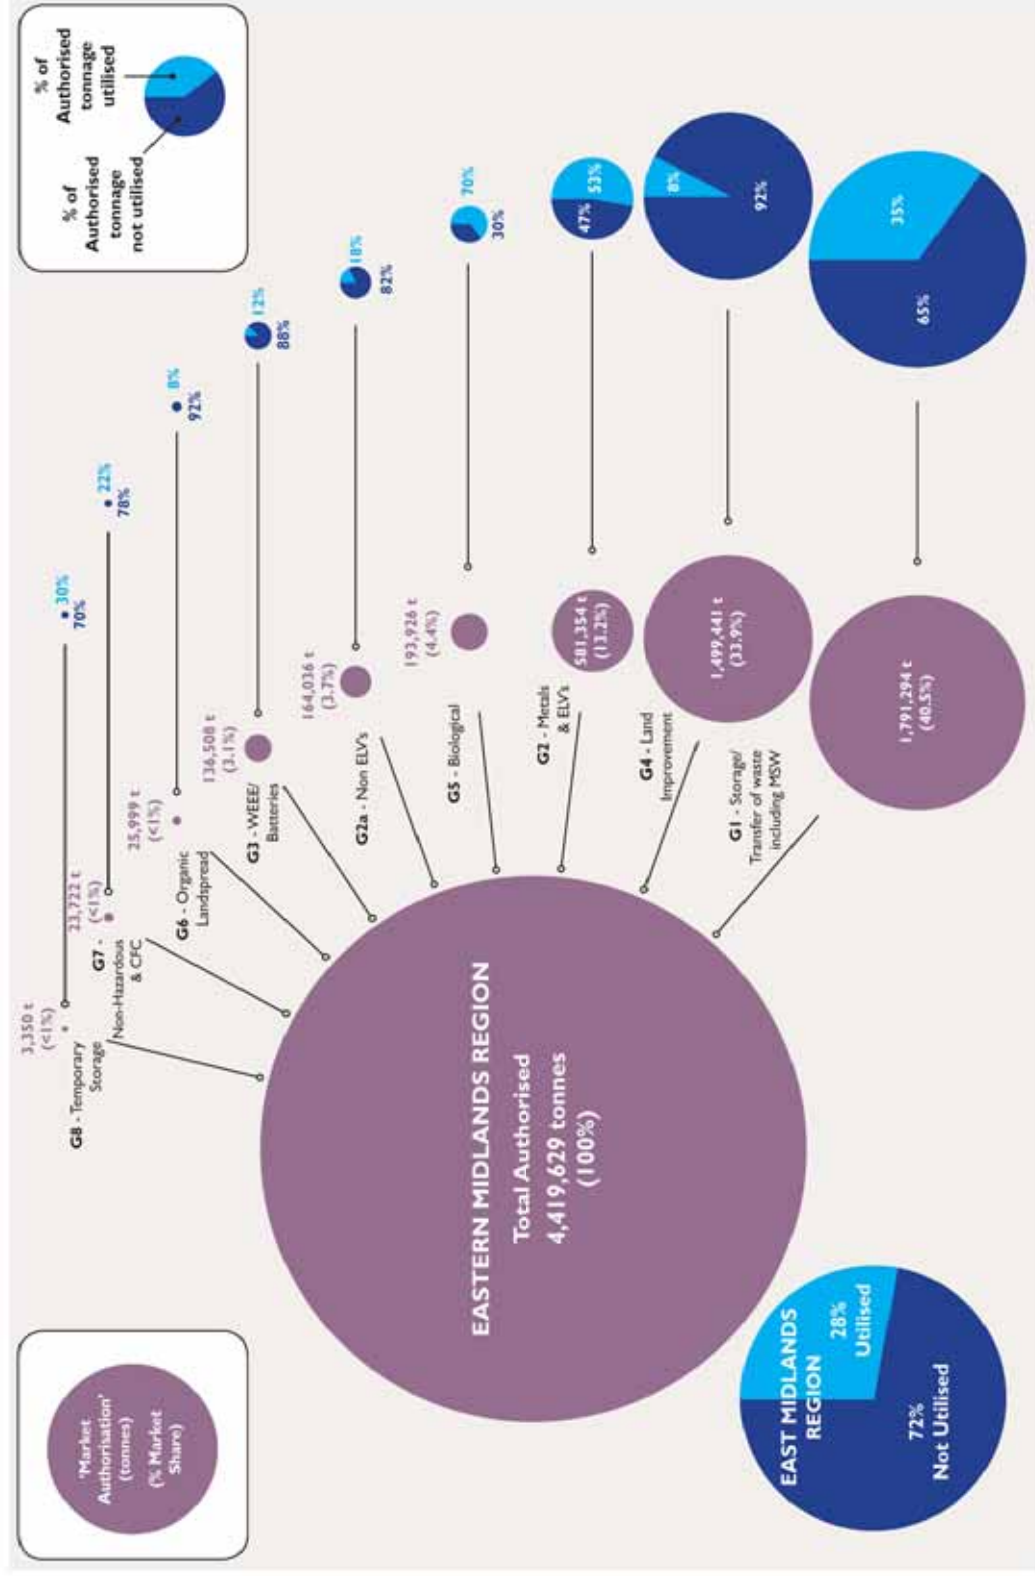 'Market
Authorisation'
(tonnes)
(% Market
Share)
% of
Authorised
tonnage
not utilised
% of
Authorised
tonnage
utilised
3,350 t
(<1%)
G8 - Temporary
Storage
30%
70%
23,722 t
(<1%)
G7 -
Non-Hazardous
& CFC
22%
78%
25,999 t
(<1%)
G6 - Organic
Landspread
8%
92%
136,508 t
(3.1%)
G3 - WEEE/
Batteries
12%
88%
164,036 t
(3.7%)
G2a - Non ELV's
18%
82%
193,926 t
(4.4%)
G5 - Biological
70%
30%
581,354 t
(13.2%)
G2 - Metals
& ELV's
47%
53%
1,499,441 t
(33.9%)
G4 - Land
Improvement
8%
92%
1,791,294 t
(40.5%)
G1 - Storage/
Transfer of waste
including MSW
35%
65%
EASTERN MIDLANDS REGION
Total Authorised
4,419,629 tonnes
(100%)
EAST MIDLANDS
REGION
28%
Utilised
72%
Not Utilised